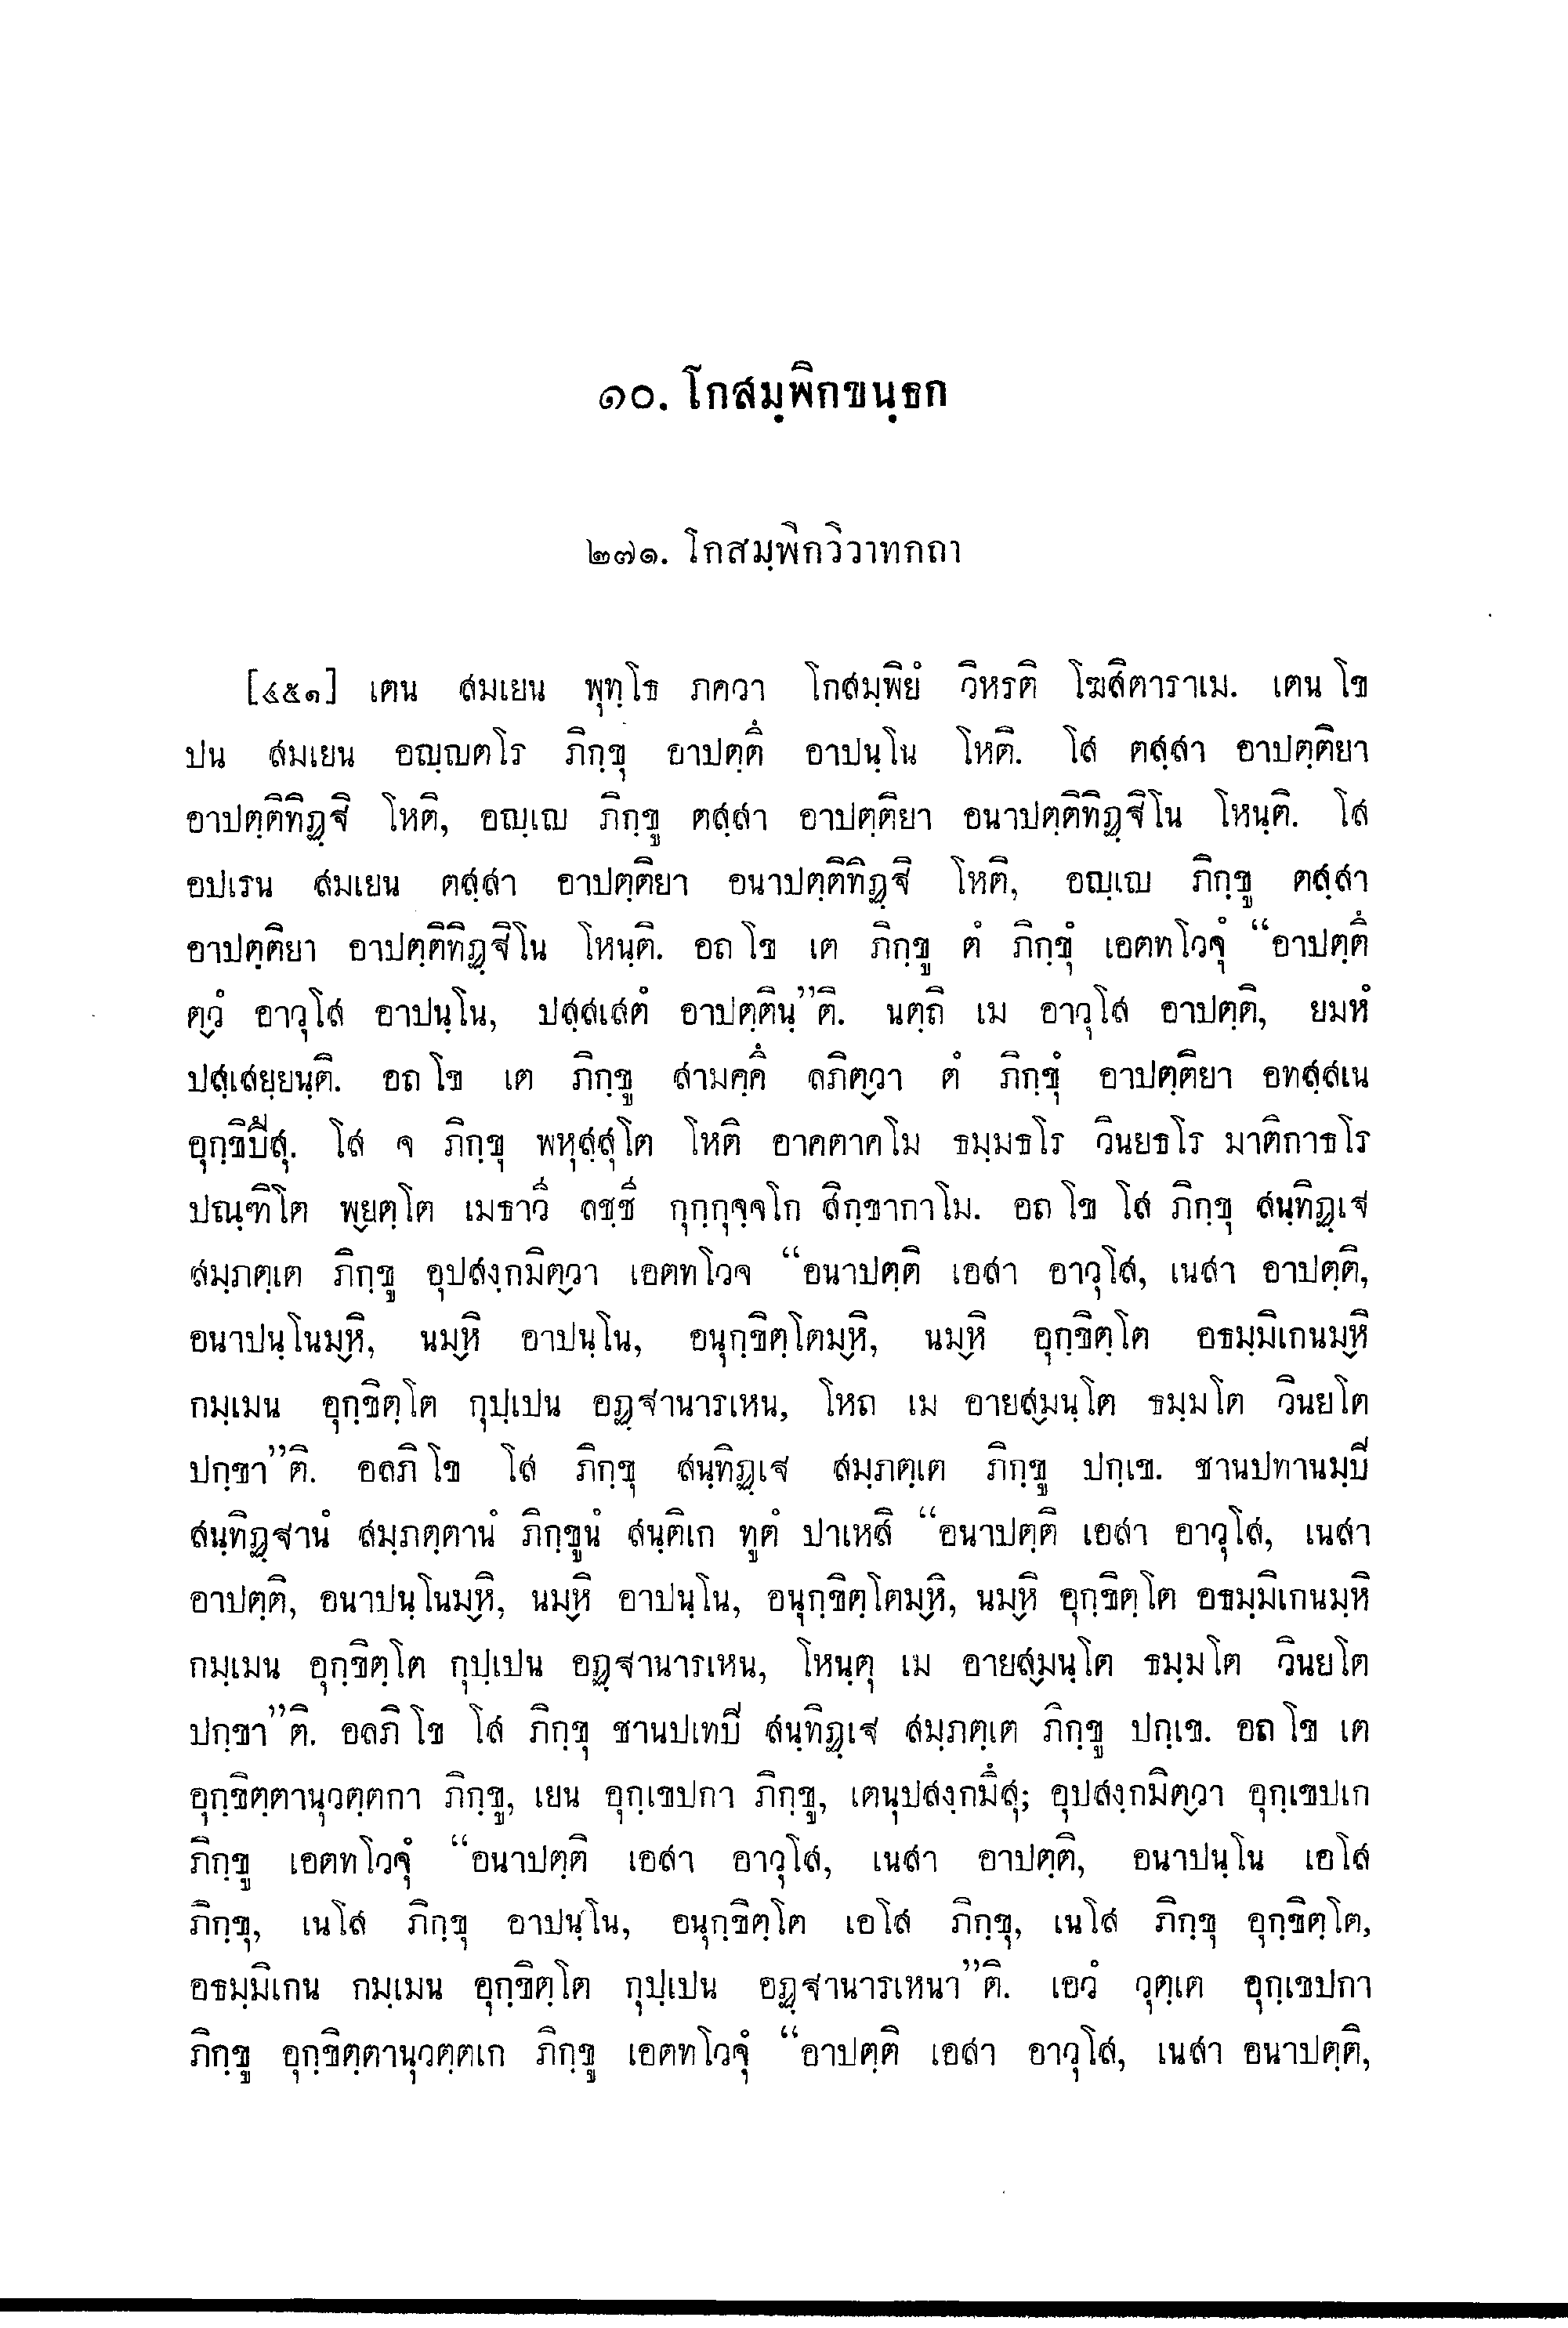 ๑๐. โกสมฺพิกขนฺธก
๒๗๑. โกสมฺพิกวิวาทกถา
[๔๕๑] เตน สมเยน พุทฺโธ ภควา โกสมฺพิยํ วิหรติ โฆสิตาราเม. เตน โข
ปน สมเยน อญฺญตโร ภิกฺขุ อาปตฺตึ อาปนฺโน โหติ. โส ตสฺสา อาปตฺติยา
อาปตฺติทิฏฺฐิ โหติ, อญฺเญ ภิกฺขู ตสฺสา อาปตฺติยา อนาปตฺติทิฏฺฐิโน โหนฺติ. โส
อปเรน สมเยน ตสฺสา อาปตฺติยา อนาปตฺติทิฏฺฐิ โหติ, อญฺเญ ภิกฺขู ตสฺสา
อาปตฺติยา อาปตฺติทิฏฺฐิโน โหนฺติ. อถ โข เต ภิกฺขู ตํ ภิกฺขุํ เอตทโวจุํ “อาปตฺตึ
ตฺวํ อาวุโส อาปนฺโน, ปสฺสเสตํ อาปตฺตินฺ”ติ. นตฺถิ เม อาวุโส อาปตฺติ, ยมหํ
ปสฺเสยฺยนฺติ. อถ โข เต ภิกฺขู สามคฺคึ ลภิตฺวา ตํ ภิกฺขุํ อาปตฺติยา อทสฺสเน
อุกฺขิปึสุ. โส จ ภิกฺขุ พหุสฺสุโต โหติ อาคตาคโม ธมฺมธโร วินยธโร มาติกาธโร
ปณฺฑิโต พฺยตฺโต เมธาวี ลชฺชี กุกฺกุจฺจโก สิกฺขากาโม. อถ โข โส ภิกฺขุ สนฺทิฏฺเฐ
สมฺภตฺเต ภิกฺขู อุปสงฺกมิตฺวา เอตทโวจ “อนาปตฺติ เอสา อาวุโส, เนสา อาปตฺติ,
อนาปนฺโนมฺหิ, นมฺหิ อาปนฺโน, อนุกฺขิตฺโตมฺหิ, นมฺหิ อุกฺขิตฺโต อธมฺมิเกนมฺหิ
กมฺเมน อุกฺขิตฺโต กุปฺเปน อฏฺฐานารเหน, โหถ เม อายสฺมนฺโต ธมฺมโต วินยโต
ปกฺขา”ติ. อลภิ โข โส ภิกฺขุ สนฺทิฏฺเฐ สมฺภตฺเต ภิกฺขู ปกฺเข. ชานปทานมฺปิ
สนฺทิฏฺฐานํ สมฺภตฺตานํ ภิกฺขูนํ สนฺติเก ทูตํ ปาเหสิ “อนาปตฺติ เอสา อาวุโส, เนสา
อาปตฺติ, อนาปนฺโนมฺหิ, นมฺหิ อาปนฺโน, อนุกฺขิตฺโตมฺหิ, นมฺหิ อุกฺขิตฺโต อธมฺมิเกนมฺหิ
กมฺเมน อุกฺขิตฺโต กุปฺเปน อฏฺฐานารเหน, โหนฺตุ เม อายสฺมนฺโต ธมฺมโต วินยโต
ปกฺขา”ติ. อลภิ โข โส ภิกฺขุ ชานปเทปิ สนฺทิฏฺเฐ สมฺภตฺเต ภิกฺขู ปกฺเข. อถ โข เต
อุกฺขิตฺตานุวตฺตกา ภิกฺขู, เยน อุกฺเขปกา ภิกฺขู, เตนุปสงฺกมึสุ; อุปสงฺกมิตฺวา อุกฺเขปเก
ภิกฺขู เอตทโวจุํ “อนาปตฺติ เอสา อาวุโส, เนสา อาปตฺติ, อนาปนฺโน เอโส
ภิกฺขุ, เนโส ภิกฺขุ อาปนฺโน, อนุกฺขิตฺโต เอโส ภิกฺขุ, เนโส ภิกฺขุ อุกฺขิตฺโต,
อธมฺมิเกน กมฺเมน อุกฺขิตฺโต กุปฺเปน อฏฺฐานารเหนา”ติ. เอวํ วุตฺเต อุกฺเขปกา
ภิกฺขู อุกฺขิตฺตานุวตฺตเก ภิกฺขู เอตทโวจุํ “อาปตฺติ เอสา อาวุโส, เนสา อนาปตฺติ,